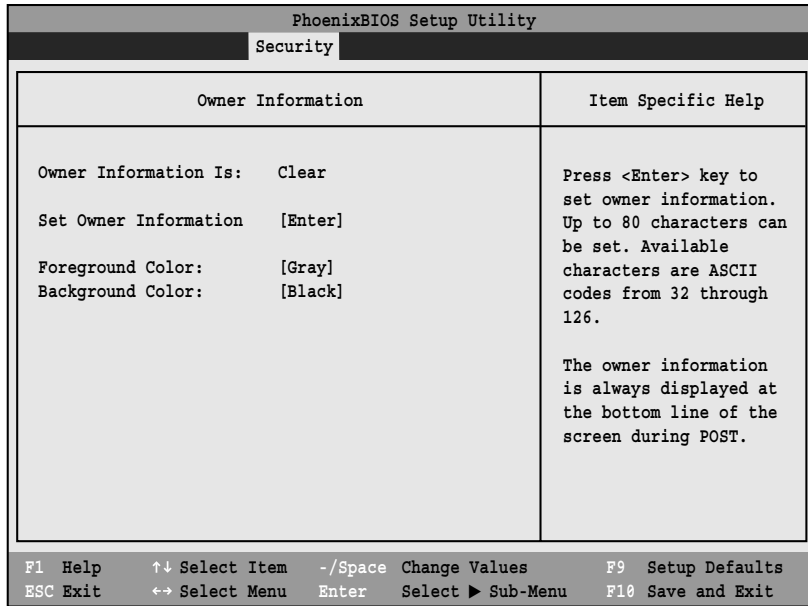 PhoenixBIOS Setup Utility
Security
Owner Information
Item Specific Help
Owner Information Is: Clear
Set Owner Information [Enter]
Foreground Color: [Gray]
Background Color: [Black]
Press <Enter> key to
set owner information.
Up to 80 characters can
be set. Available
characters are ASCII
codes from 32 through
126.
The owner information
is always displayed at
the bottom line of the
screen during POST.
F1 Help ↑↓ Select Item -/Space Change Values F9 Setup Defaults
ESC Exit ←→ Select Menu Enter Select ▶ Sub-Menu F10 Save and Exit